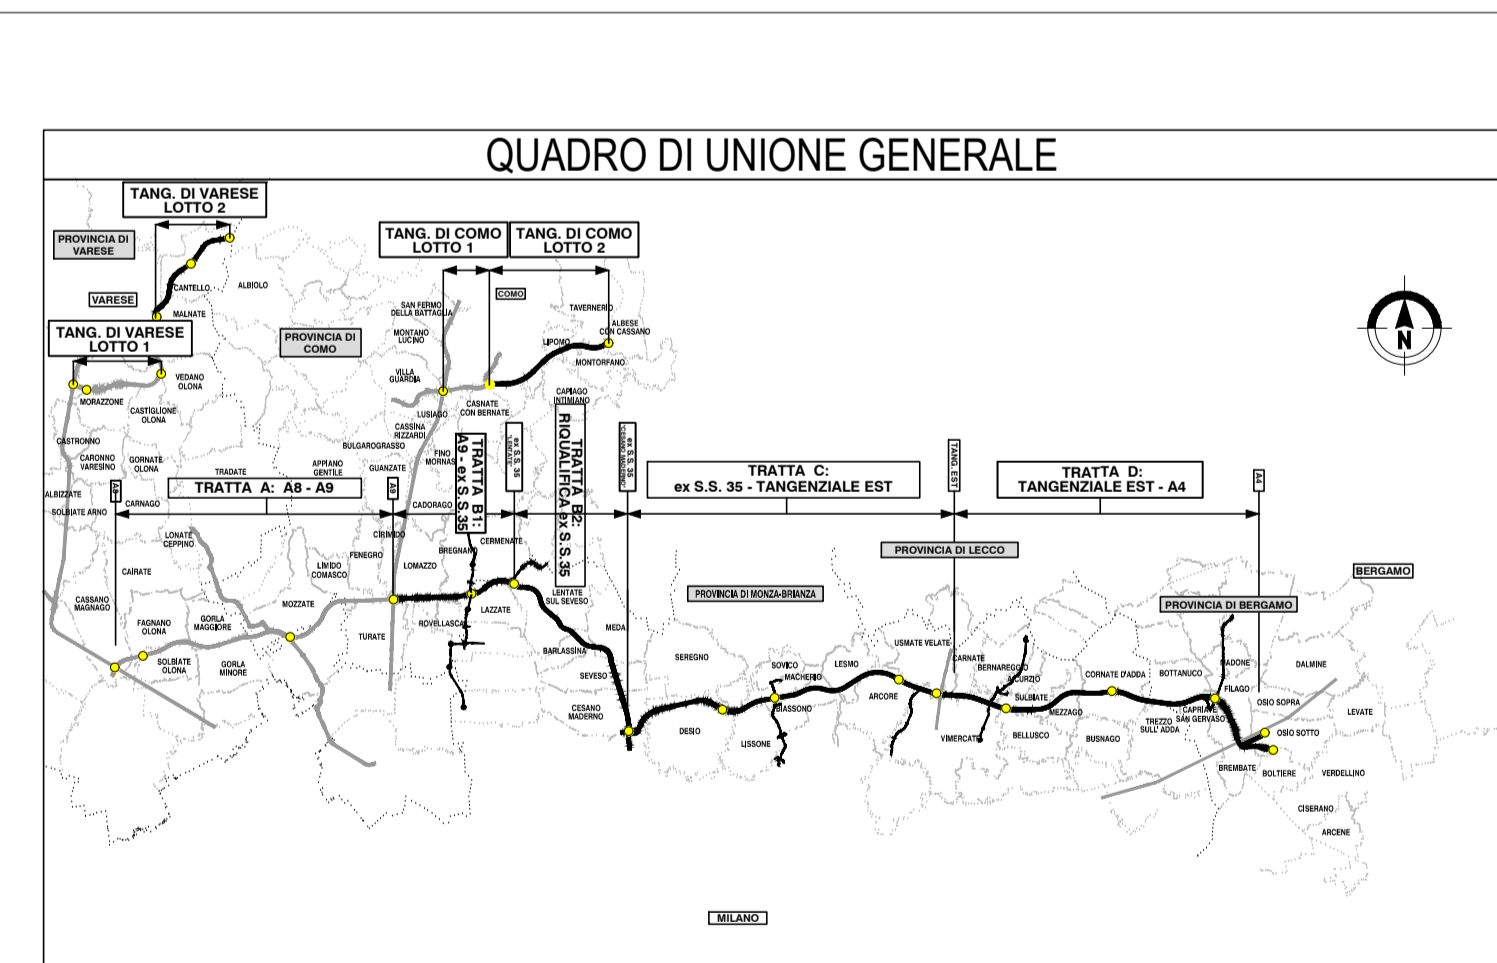 QUADRO DI UNIONE GENERALE
TANG. DI VARESE
LOTTO 2
PROVINCIA DI
VARESE
TANG. DI COMO
LOTTO 1
TANG. DI COMO
LOTTO 2
CANTELLO
ALBIOLO
VARESE
MALNATE
COMO
SAN FERMO
DELLA BATTAGLIA
TAVERNERIO
ALBESE
CON CASSANO
TANG. DI VARESE
LOTTO 1
PROVINCIA DI
COMO
MONTANO
LUCINO
LIPOMO
MONTORFANO
N
VEDANO
OLONA
VILLA
GUARDIA
MORAZZONE
CASTIGLIONE
OLONA
LUSIAGO
CASNATE
CON BERNATE
CAPIAGO
INTIMIANO
CASSINA
RIZZARDI
CASTRONNO
BULGAROGRASSO
CARONNO
VARESINO
GORNATE
OLONA
TRADATE
APPIANO
GENTILE
GUANZATE
FINO
MORNAS
TRATTA B1:
A9 - ex S.S.35
ex S.S. 35
"LENTATE"
TRATTA B2:
RIQUALIFICA ex S.S.35
ex S.S. 35
"CESANO MADERNO"
TRATTA C:
ex S.S. 35 - TANGENZIALE EST
TANG. EST
TRATTA D:
TANGENZIALE EST - A4
A4
ALBIZZATE
A8
TRATTA A: A8 - A9
A9
SOLBIATE ARNO
CARNAGO
CADORAGO
LONATE
CEPPINO
CIRIMIDO
FENEGRO
BREGNANO
CERMENATE
PROVINCIA DI LECCO
CAIRATE
LIMIDO
COMASCO
LOMAZZO
BERGAMO
CASSANO
MAGNAGO
MOZZATE
LAZZATE
LENTATE
SUL SEVESO
PROVINCIA DI MONZA-BRIANZA
PROVINCIA DI BERGAMO
FAGNANO
OLONA
GORLA
MAGGIORE
TURATE
ROVELLASCA
MEDA
USMATE VELATE
SOLBIATE
OLONA
GORLA
MINORE
BARLASSINA
SEREGNO
SOVICO
LESMO
CARNATE
BERNAREGGIO
MADONE
DALMINE
SEVESO
MACHERIO
AICURZIO
CORNATE D'ADDA
BOTTANUCO
FILAGO
ARCORE
SULBIATE
OSIO SOPRA
CESANO
MADERNO
BIASSONO
MEZZAGO
CAPRIATE
SAN GERVASO
LEVATE
DESIO
LISSONE
VIMERCATE
BELLUSCO
BUSNAGO
TREZZO
SULL' ADDA
OSIO SOTTO
BREMBATE
BOLTIERE
VERDELLINO
CISERANO
ARCENE
MILANO